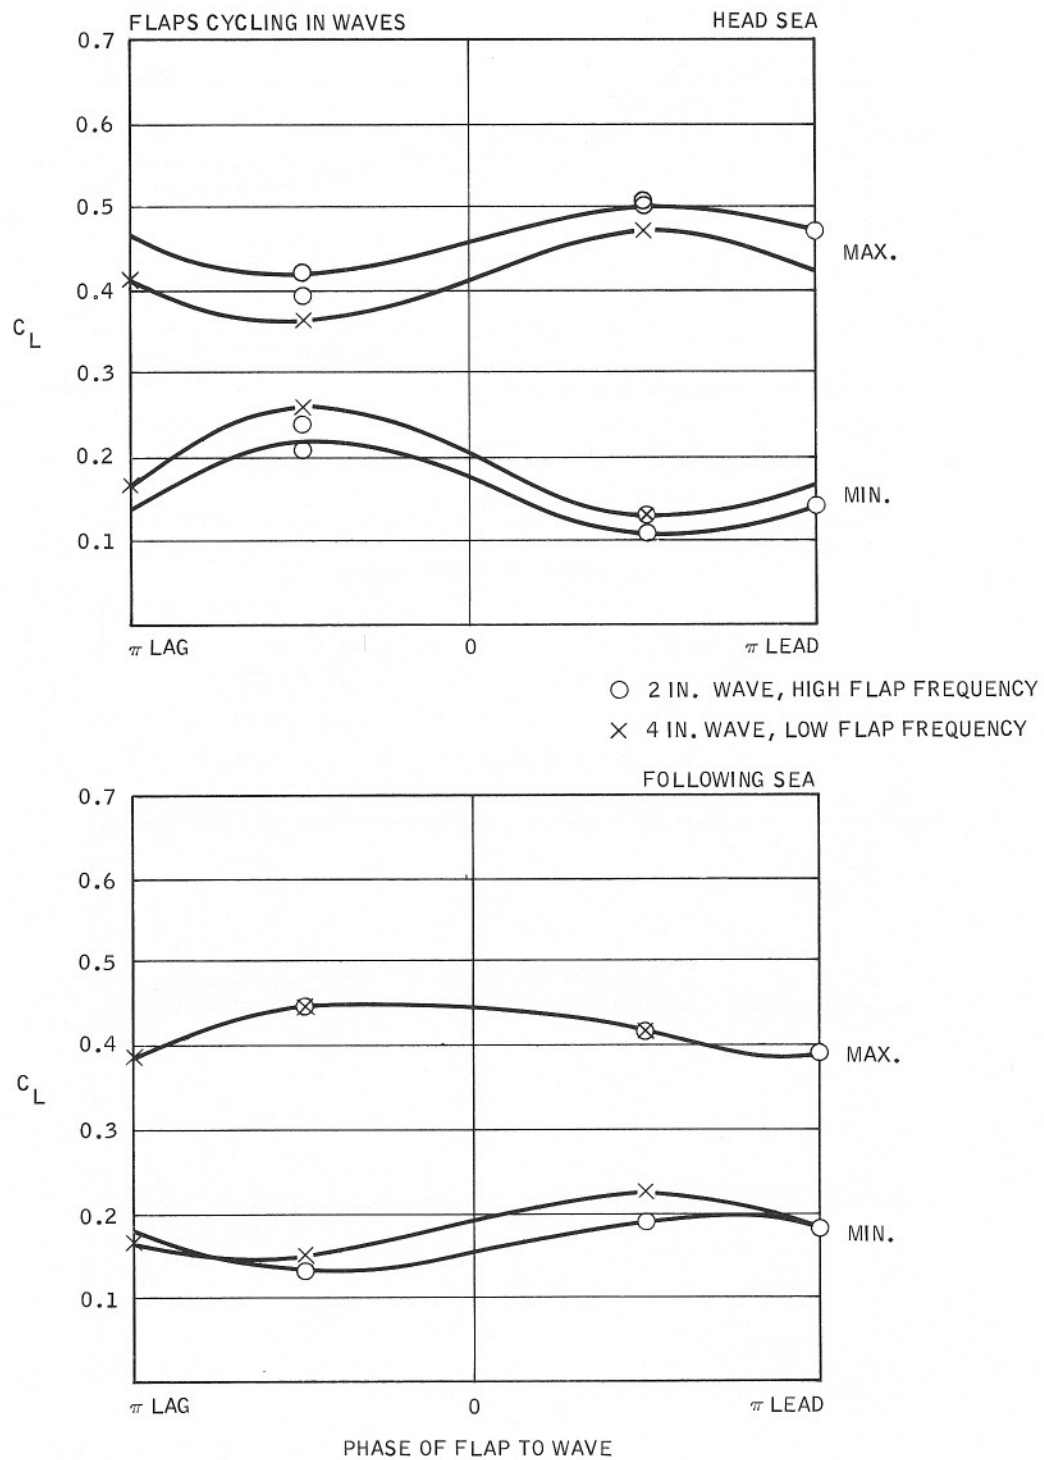 FLAPS CYCLING IN WAVES
HEAD SEA
0.7
0.6
0.5
0.4
0.3
0.2
0.1
C_L
MAX.
MIN.
π LAG
0
π LEAD
2 IN. WAVE, HIGH FLAP FREQUENCY
4 IN. WAVE, LOW FLAP FREQUENCY
FOLLOWING SEA
0.7
0.6
0.5
0.4
0.3
0.2
0.1
C_L
MAX.
MIN.
π LAG
0
π LEAD
PHASE OF FLAP TO WAVE